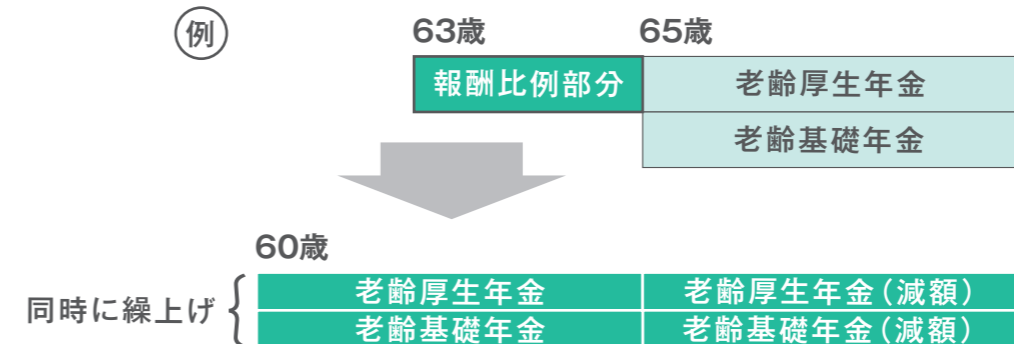 例
63歳 65歳
報酬比例部分 老齢厚生年金
老齢基礎年金
60歳
同時に繰上げ
老齢厚生年金 老齢厚生年金(減額)
老齢基礎年金 老齢基礎年金(減額)